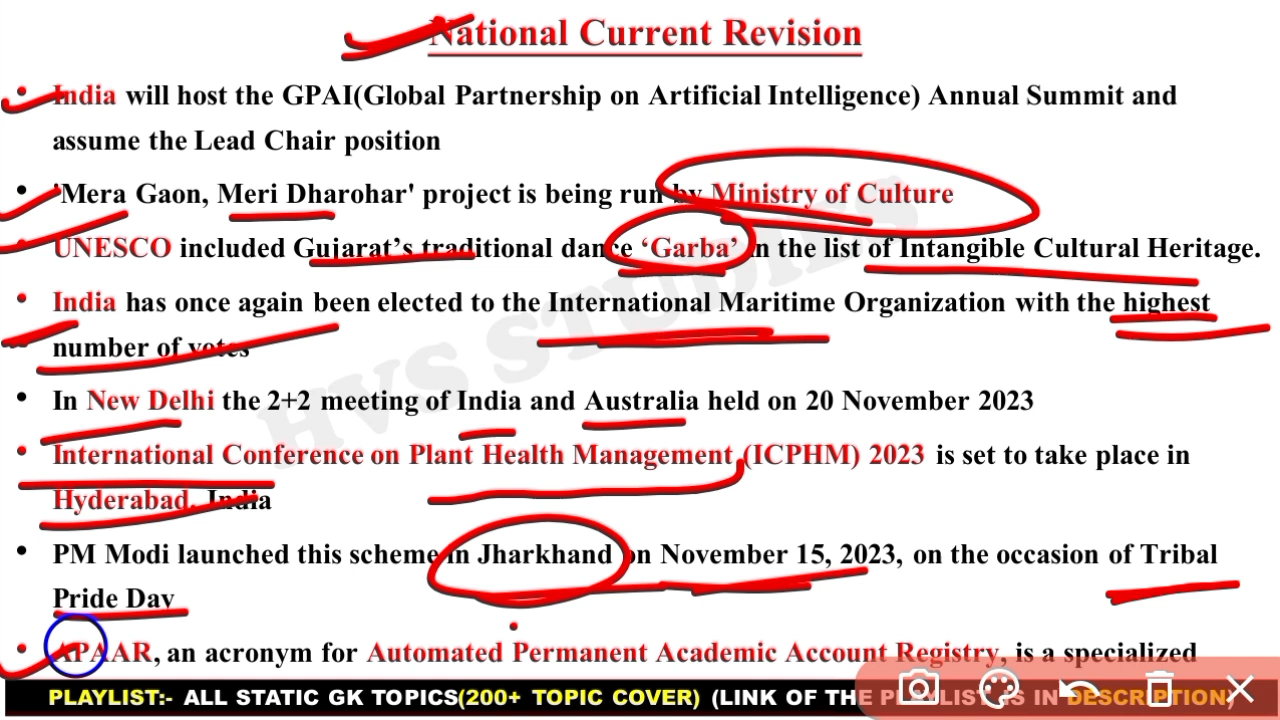 National Current Revision
• India will host the GPAI(Global Partnership on Artificial Intelligence) Annual Summit and
assume the Lead Chair position
• 'Mera Gaon, Meri Dharohar' project is being run by Ministry of Culture
• UNESCO included Gujarat's traditional dance ‘Garba’ in the list of Intangible Cultural Heritage.
• India has once again been elected to the International Maritime Organization with the highest
number of votes
• In New Delhi the 2+2 meeting of India and Australia held on 20 November 2023
• International Conference on Plant Health Management (ICPHM) 2023 is set to take place in
Hyderabad, India
• PM Modi launched this scheme in Jharkhand on November 15, 2023, on the occasion of Tribal
Pride Day
• APAAR, an acronym for Automated Permanent Academic Account Registry, is a specialized
HVS STUDIES
PLAYLIST:- ALL STATIC GK TOPICS(200+ TOPIC COVER) (LINK OF THE PLAYLIST IS IN DESCRIPTION)